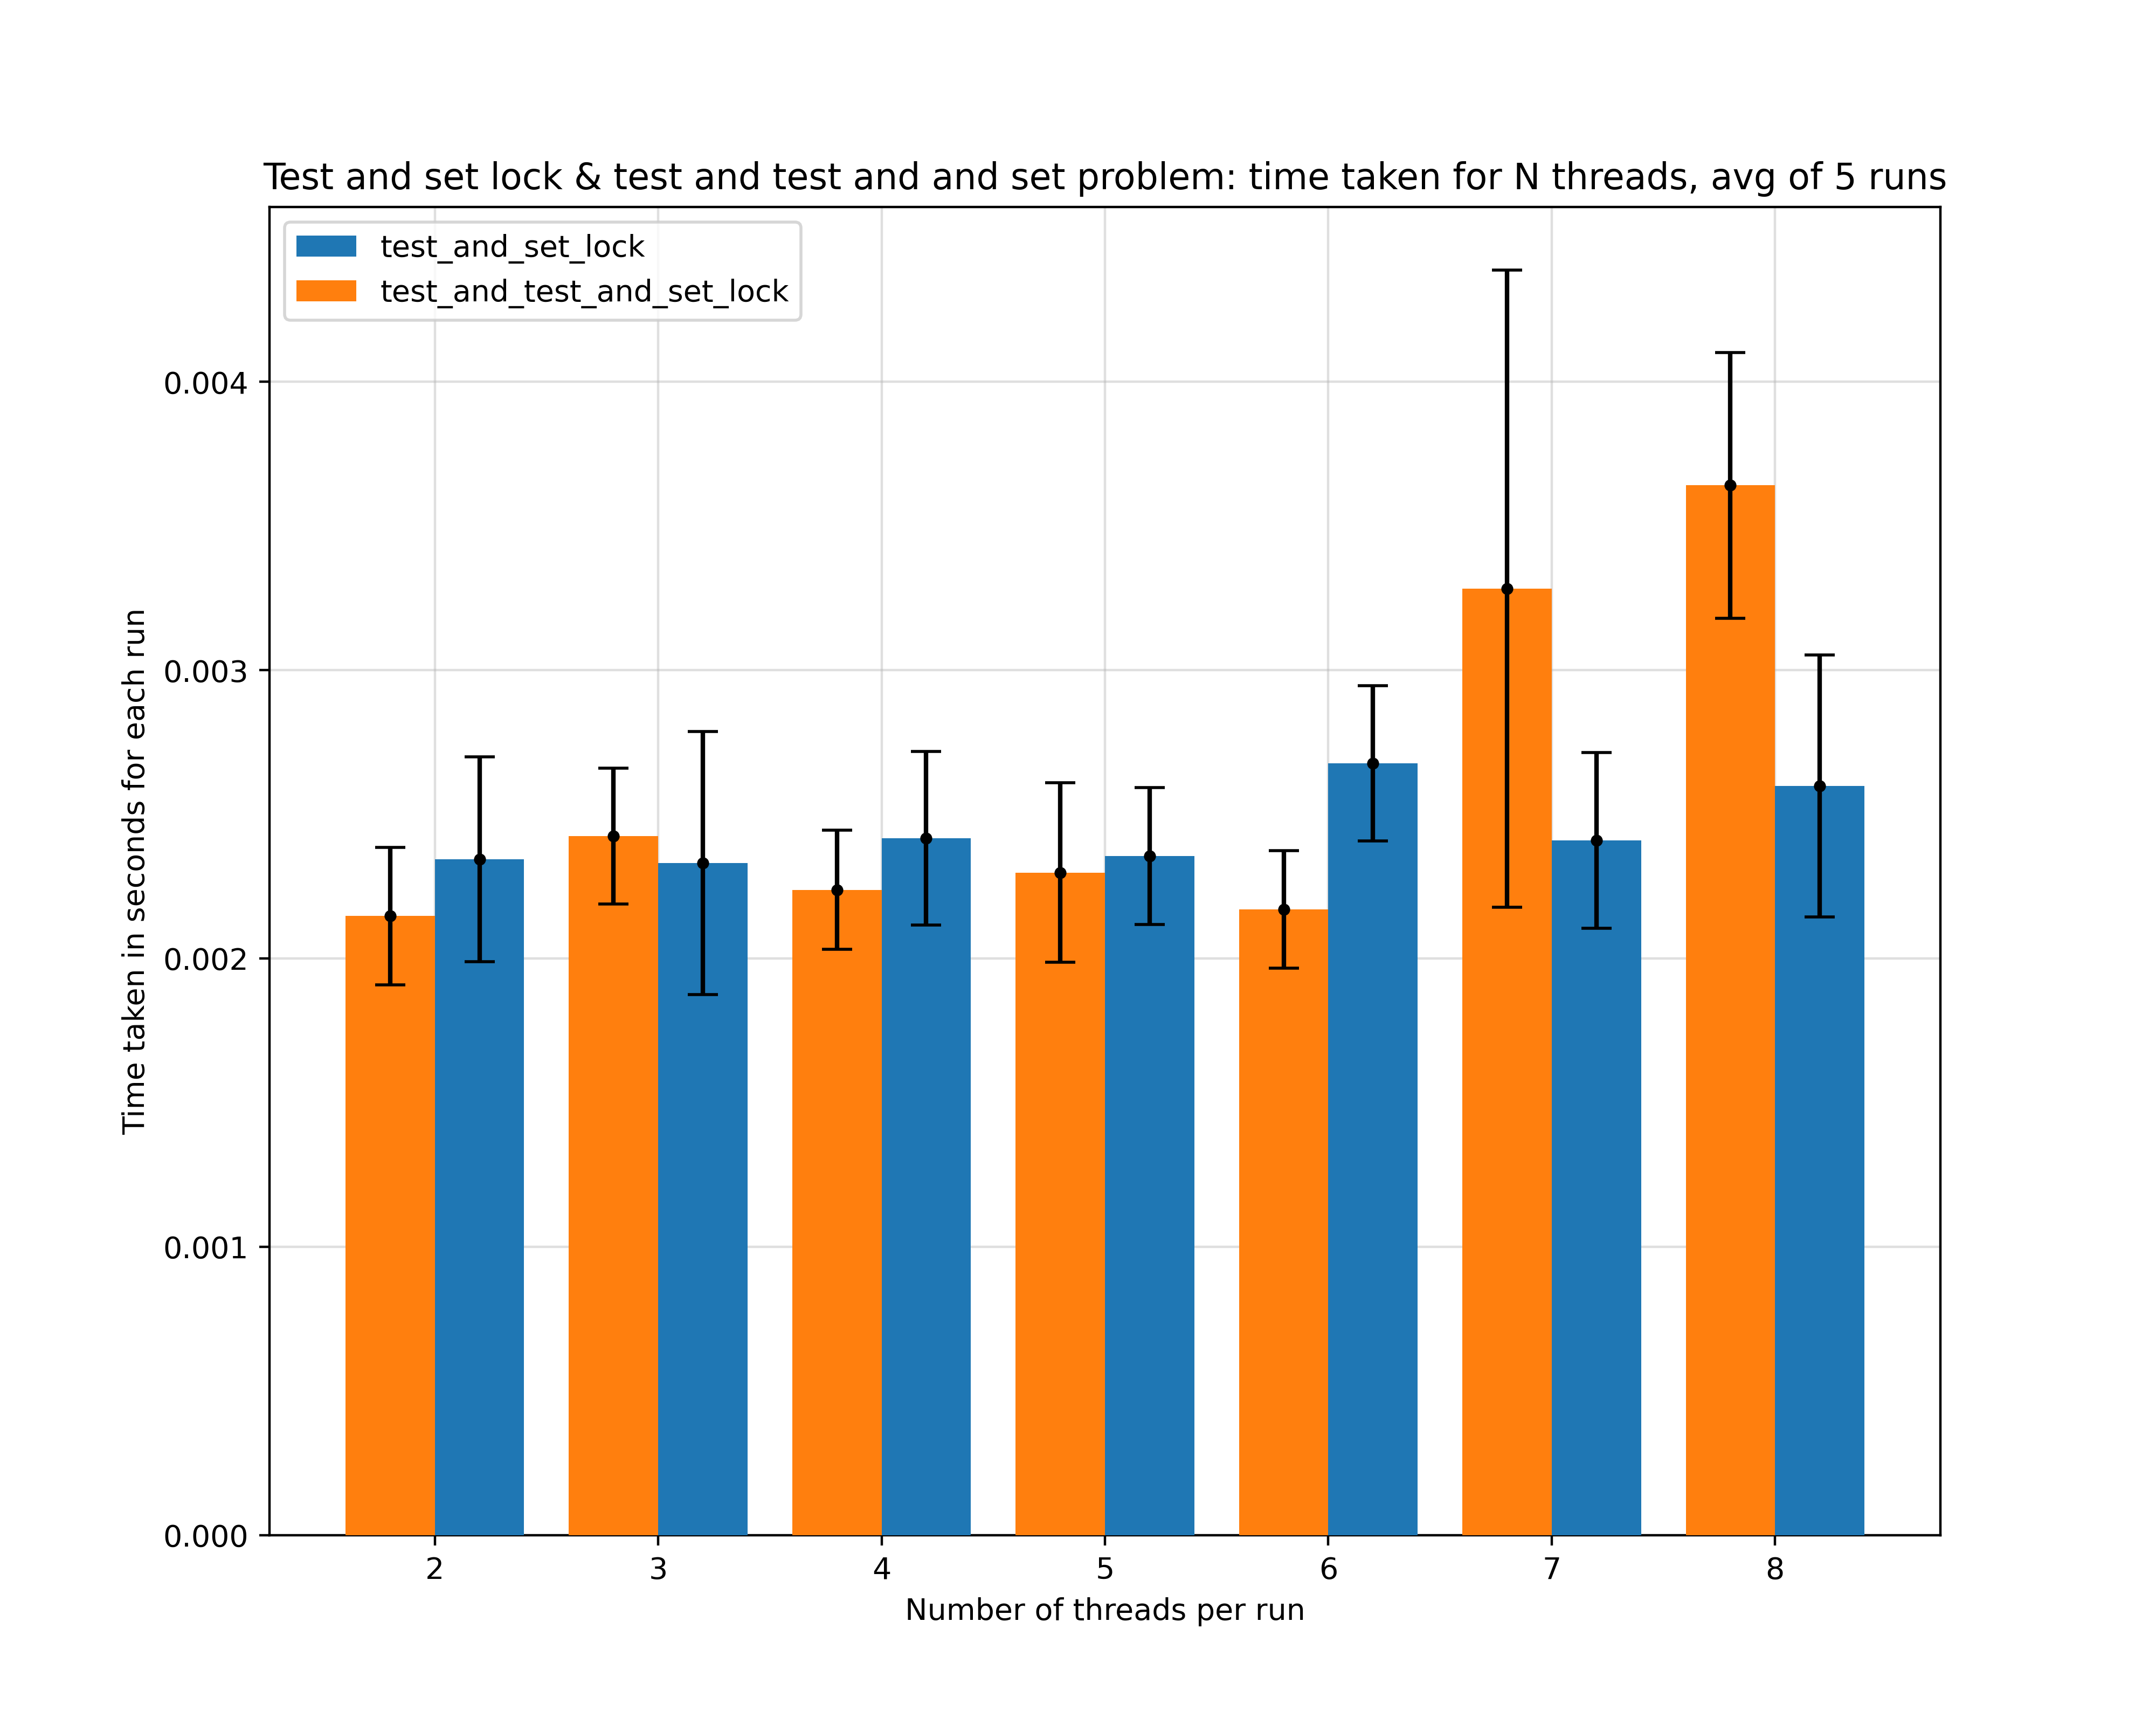 Test and set lock & test and test and and set problem: time taken for N threads, avg of 5 runs
test_and_set_lock
test_and_test_and_set_lock
0.004
0.003
0.002
0.001
0.000
Time taken in seconds for each run
2 3 4 5 6 7 8
Number of threads per run